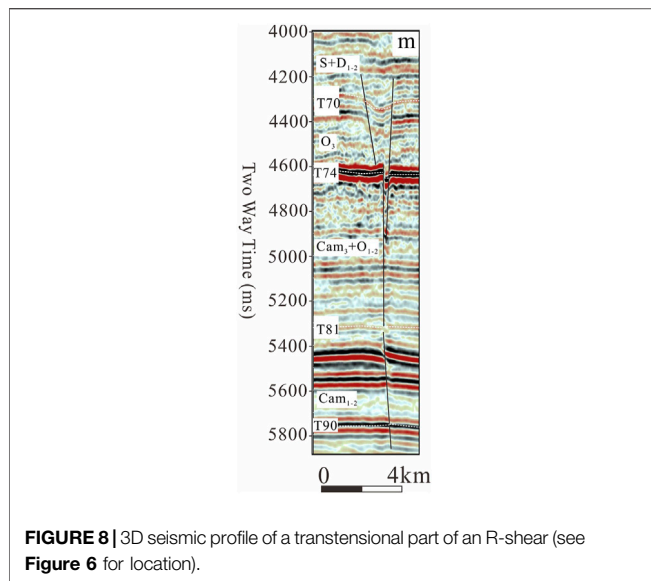 4000
m
S+D₁₋₂
4200
T70
4400
O₃
4600
T74
4800
Cam₃+O₁₋₂
5000
Two Way Time (ms)
5200
T81
5400
5600
Cam₁₋₂
T90
5800
0 4km
FIGURE 8 | 3D seismic profile of a transtensional part of an R-shear (see
Figure 6 for location).